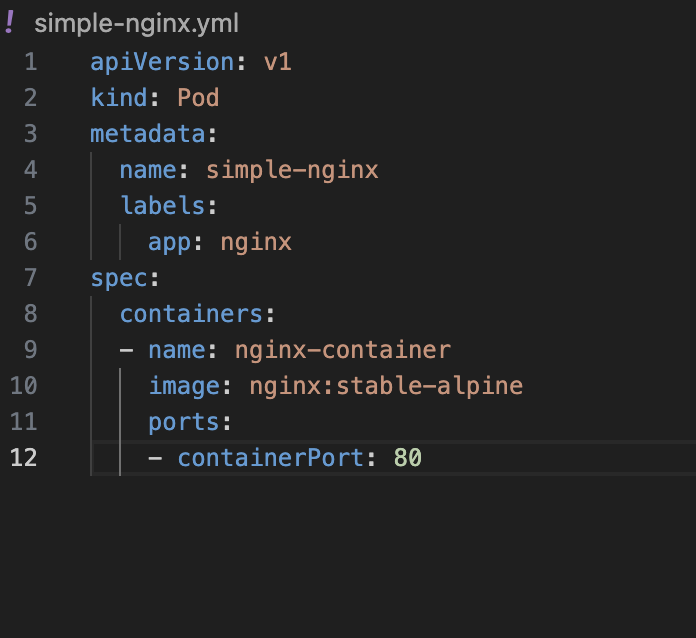 ! simple-nginx.yml
1 apiVersion: v1
2 kind: Pod
3 metadata:
4   name: simple-nginx
5   labels:
6     app: nginx
7 spec:
8   containers:
9   - name: nginx-container
10     image: nginx:stable-alpine
11     ports:
12     - containerPort: 80